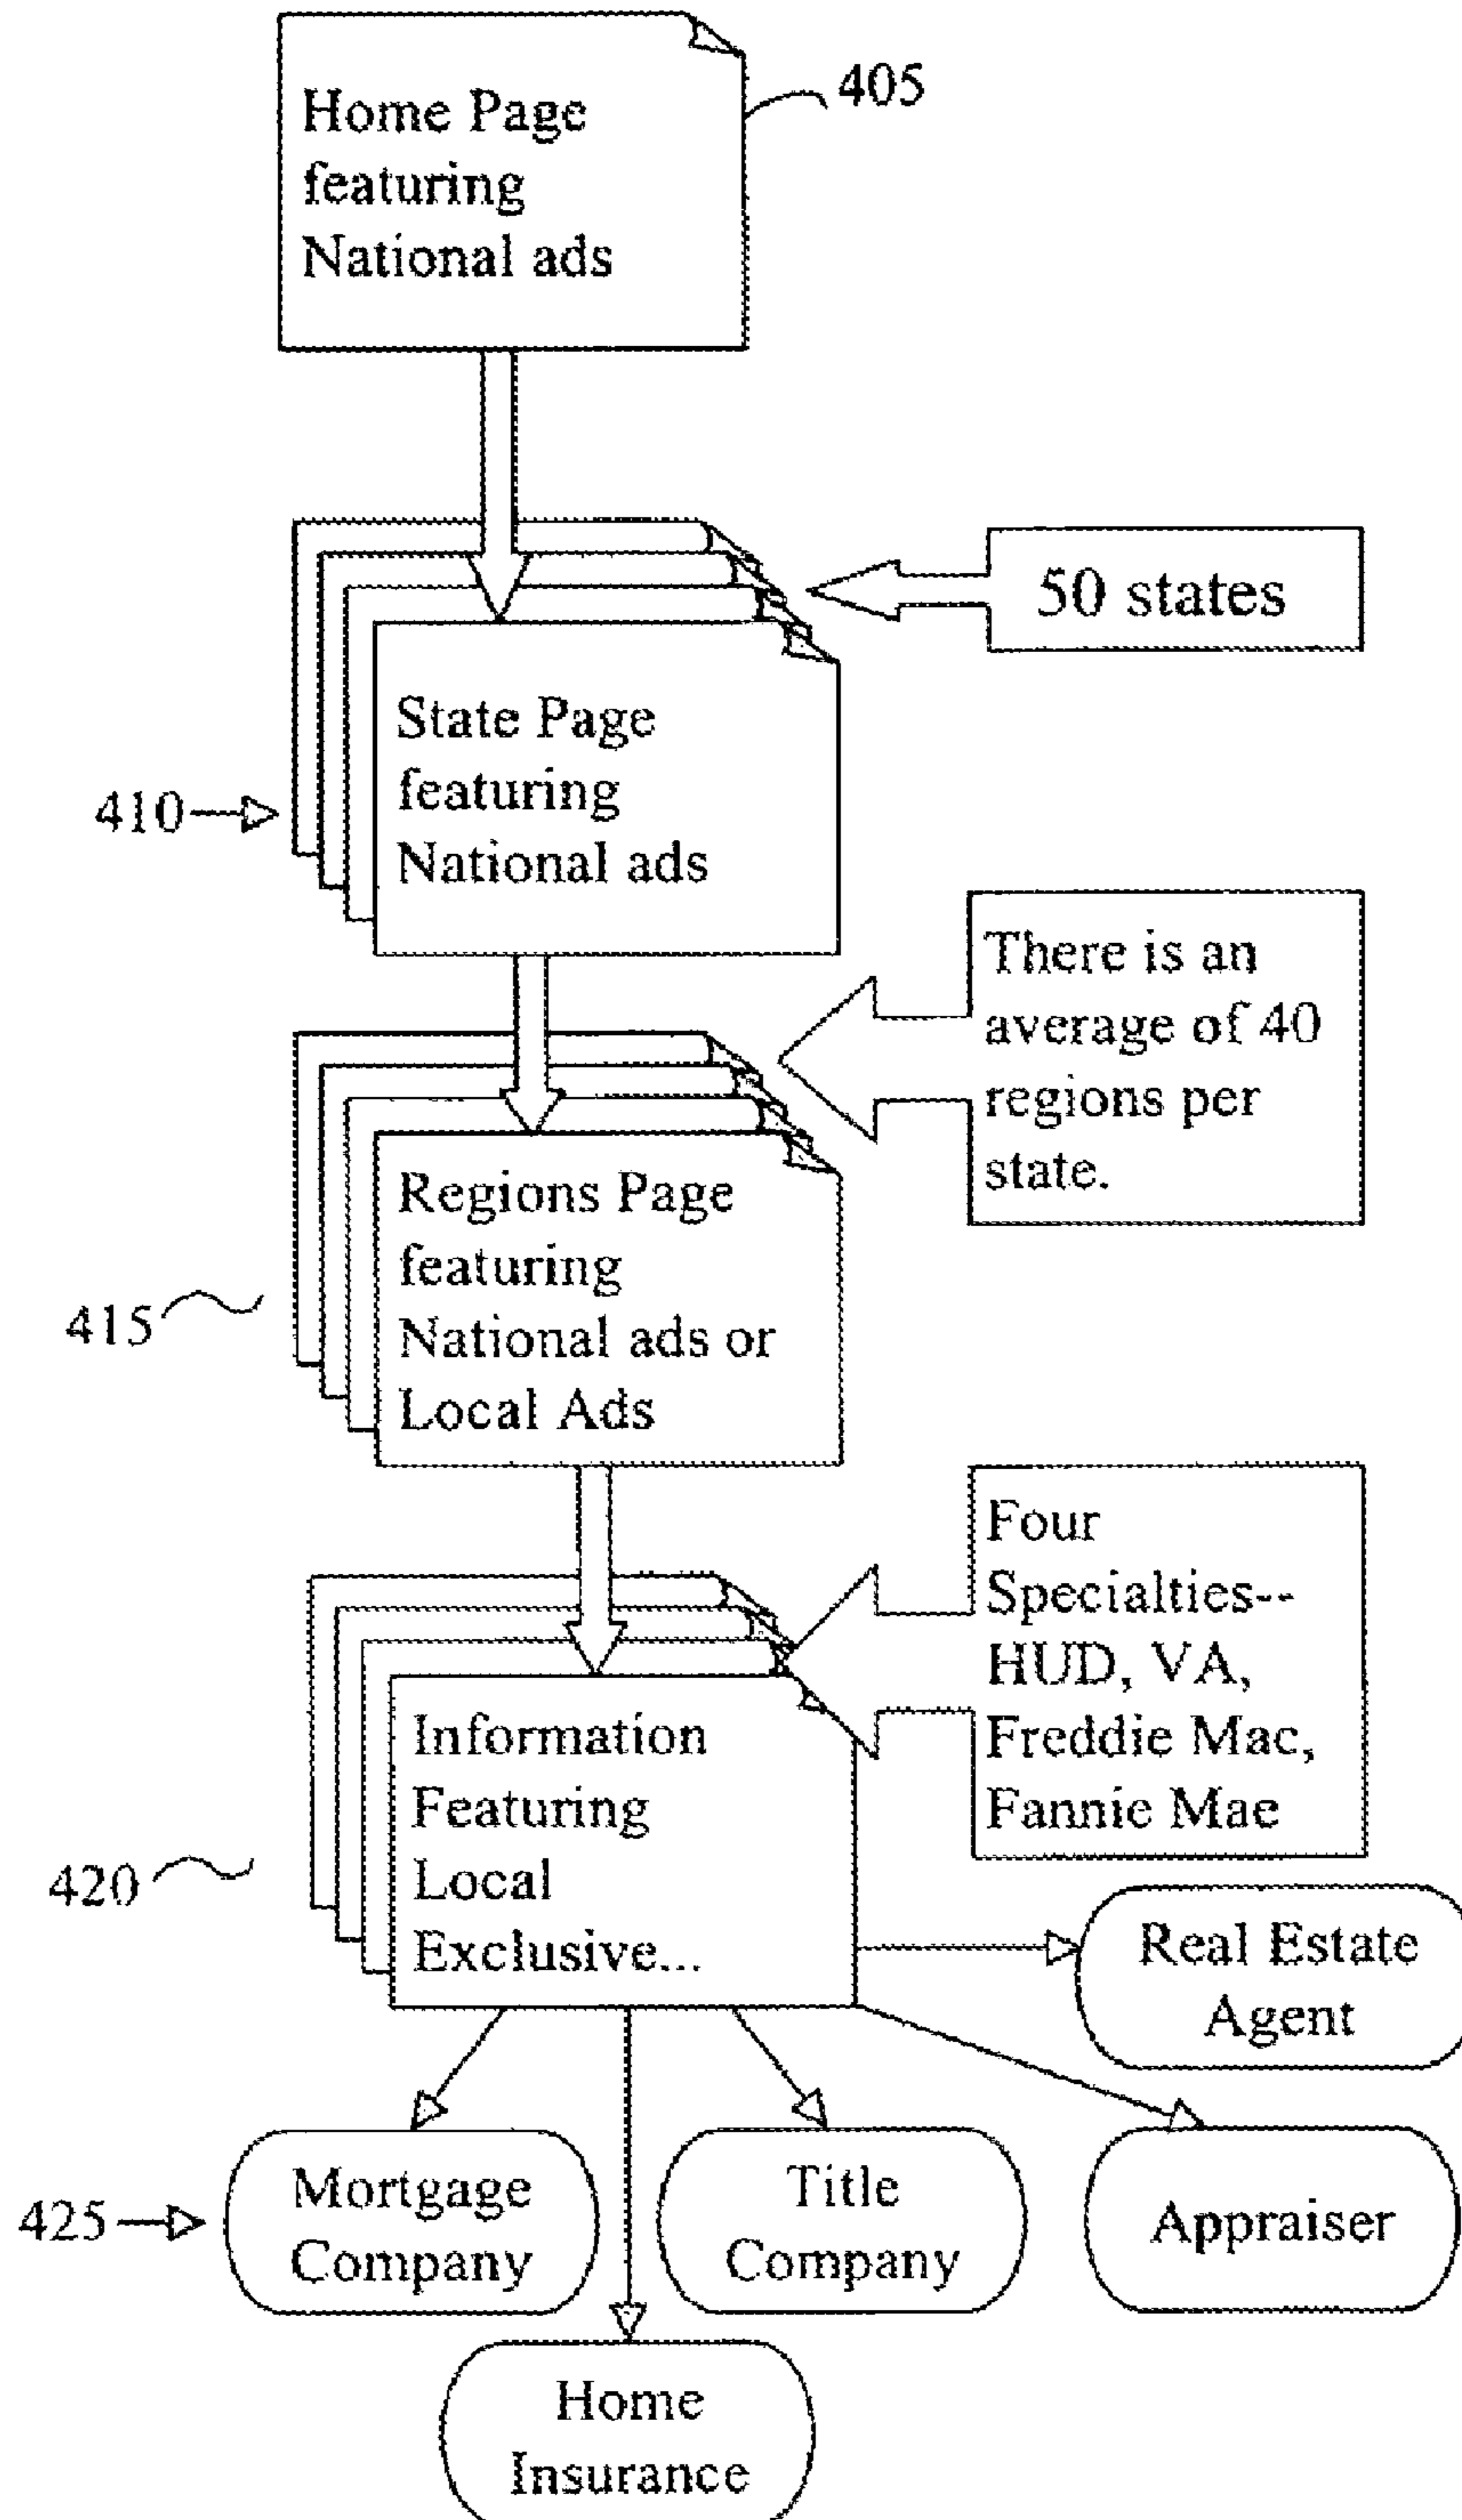 Home Page
featuring
National ads
405
50 states
State Page
featuring
National ads
410
There is an
average of 40
regions per
state.
Regions Page
featuring
National ads or
Local Ads
415
Four
Specialties--
HUD, VA,
Freddie Mac,
Fannie Mae
Information
Featuring
Local
Exclusive...
420
Real Estate
Agent
425
Mortgage
Company
Title
Company
Appraiser
Home
Insurance